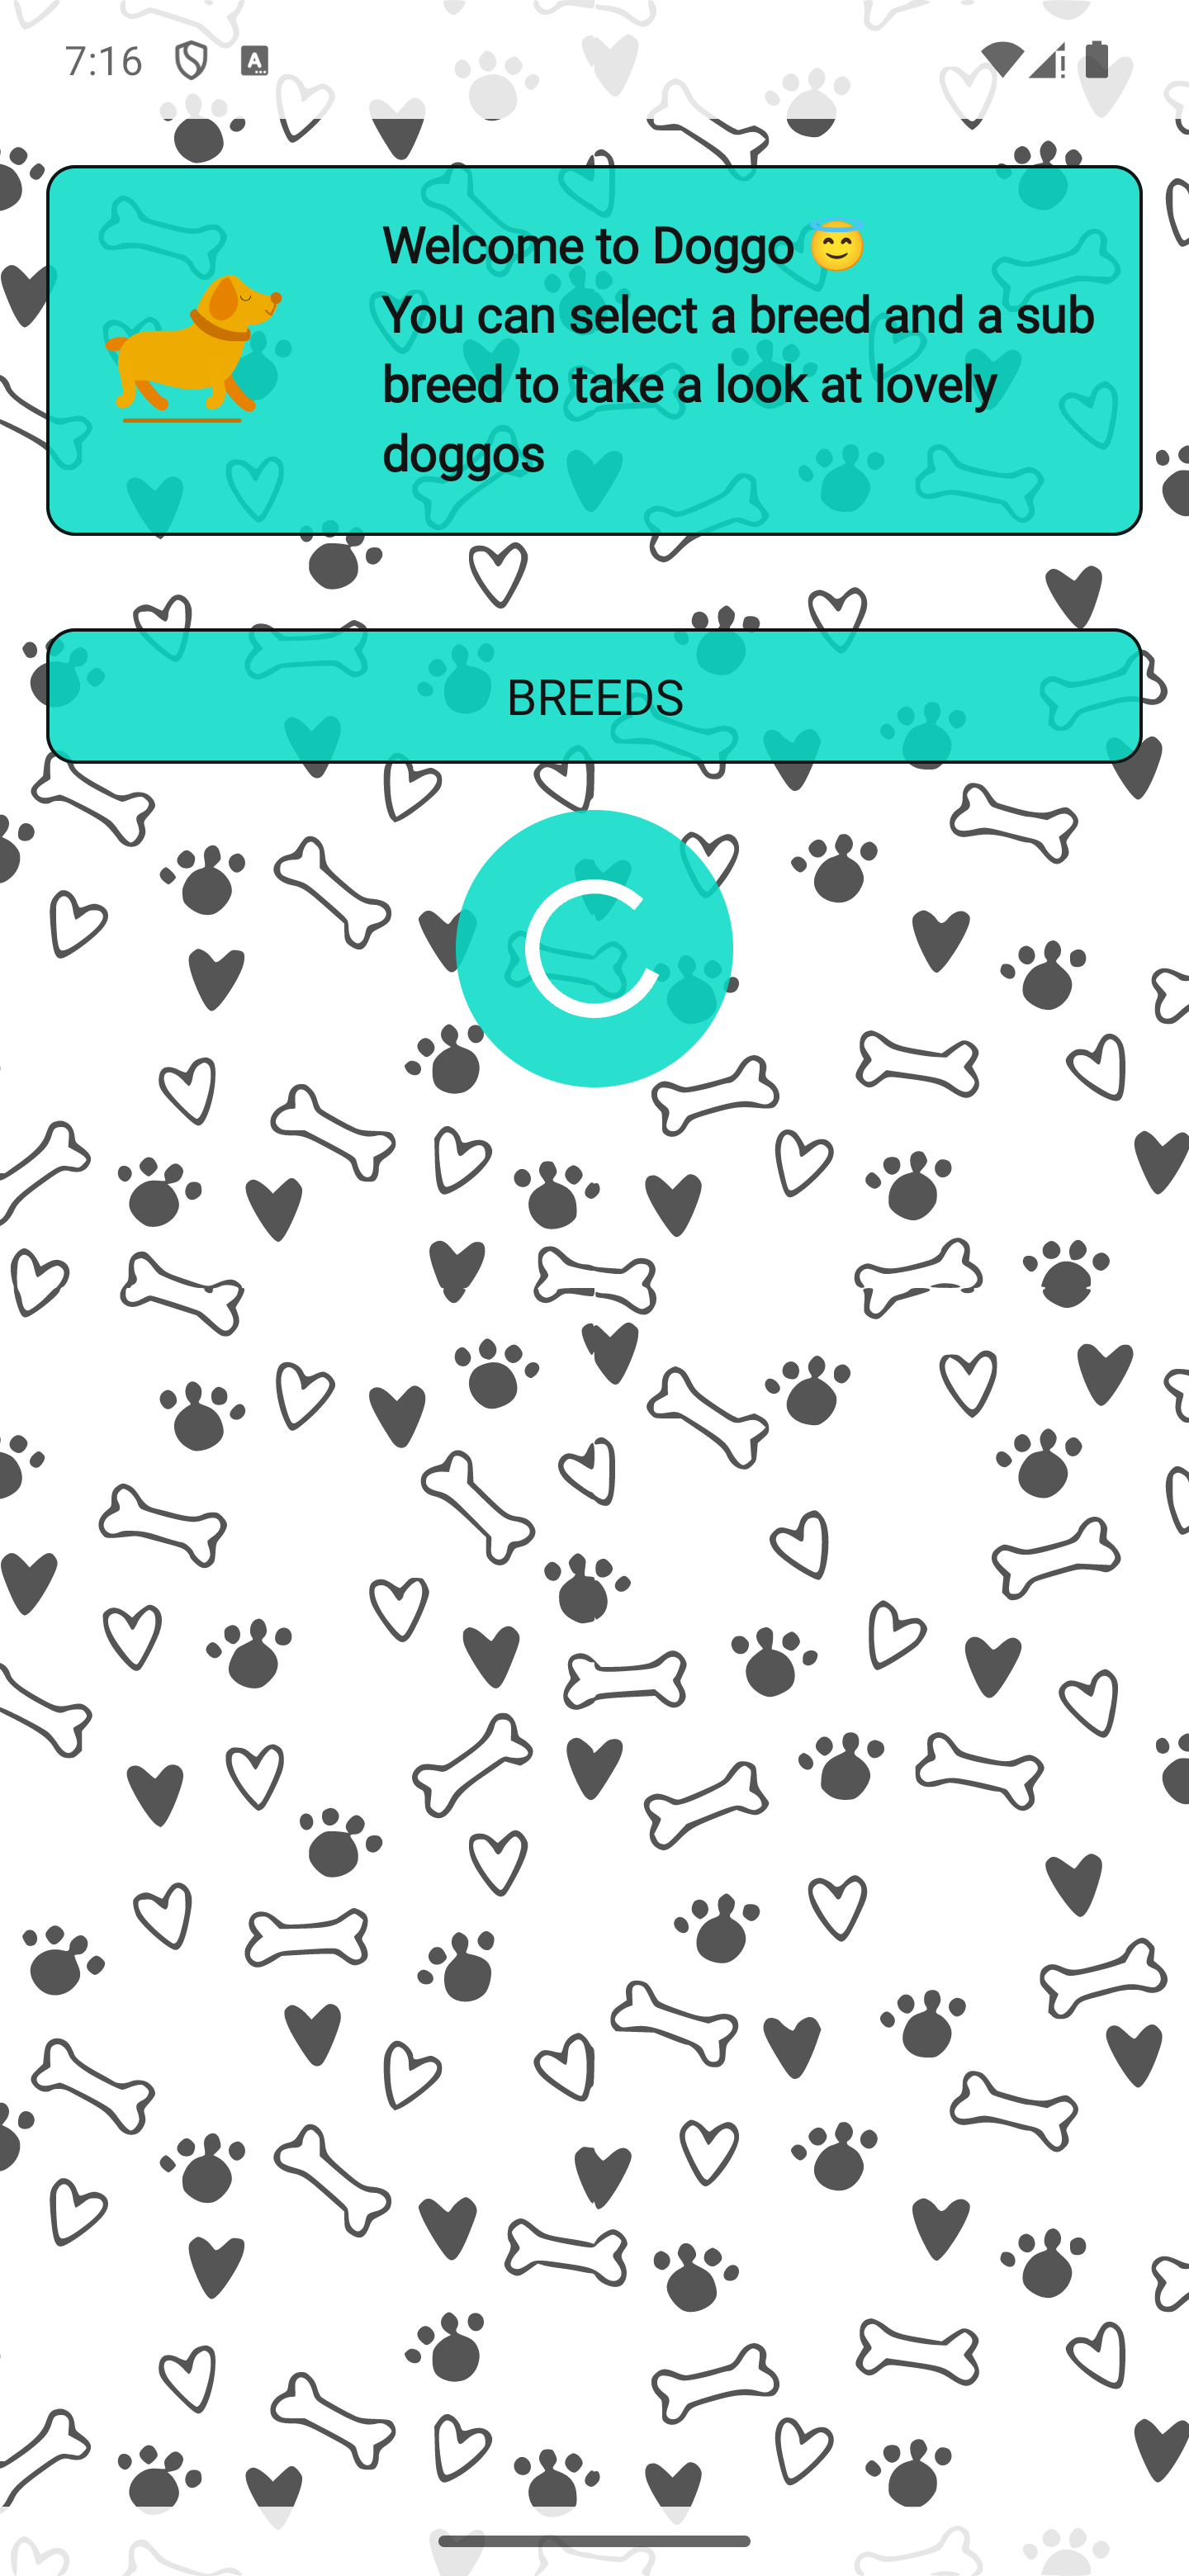 7:16
Welcome to Doggo 😇
You can select a breed and a sub
breed to take a look at lovely
doggos
BREEDS